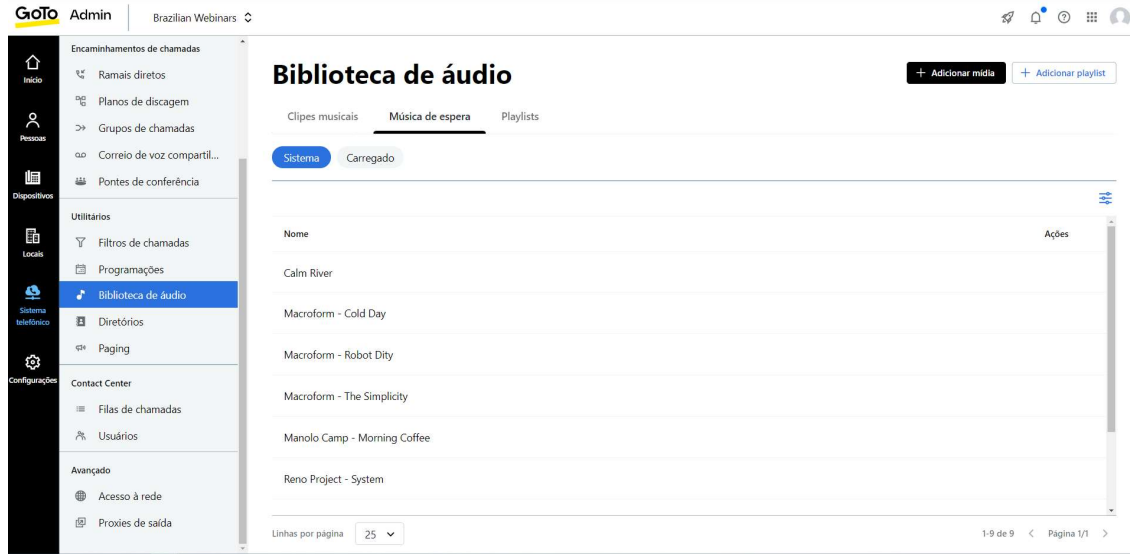 GoTo Admin
Brazilian Webinars
Início
Pessoas
Dispositivos
Locais
Sistema
telefônico
Configurações
Encaminhamentos de chamadas
Ramais diretos
Planos de discagem
Grupos de chamadas
Correio de voz compartil...
Pontes de conferência
Utilitários
Filtros de chamadas
Programações
Biblioteca de áudio
Diretórios
Paging
Contact Center
Filas de chamadas
Usuários
Avançado
Acesso à rede
Proxies de saída
Biblioteca de áudio
+ Adicionar mídia
+ Adicionar playlist
Clipes musicais Música de espera Playlists
Sistema Carregado
Nome Ações
Calm River
Macroform - Cold Day
Macroform - Robot Dity
Macroform - The Simplicity
Manolo Camp - Morning Coffee
Reno Project - System
Linhas por página 25
1-9 de 9 Página 1/1